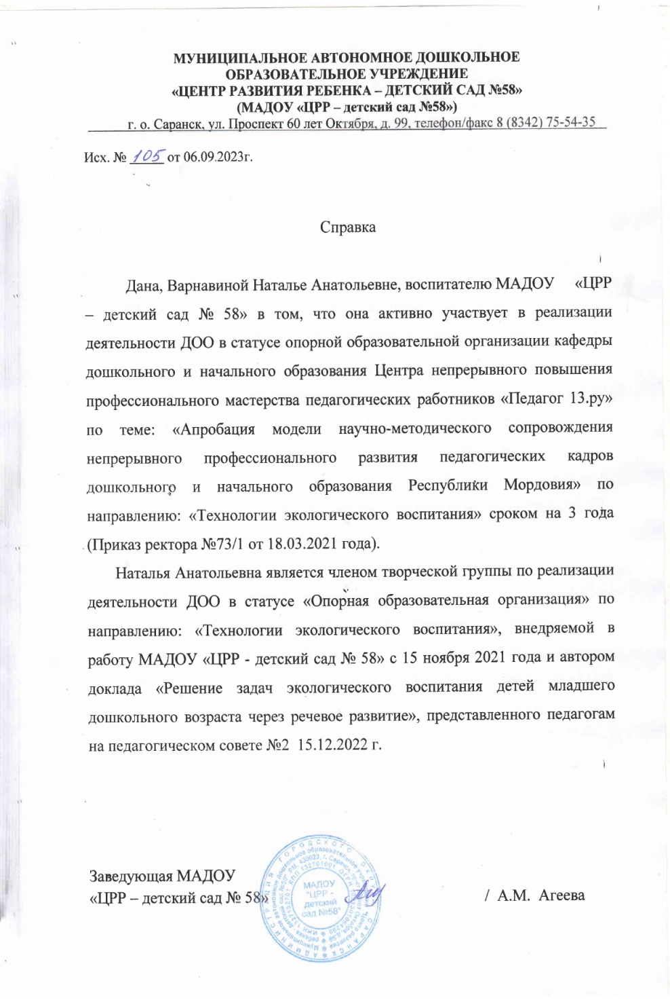 МУНИЦИПАЛЬНОЕ АВТОНОМНОЕ ДОШКОЛЬНОЕ
ОБРАЗОВАТЕЛЬНОЕ УЧРЕЖДЕНИЕ
«ЦЕНТР РАЗВИТИЯ РЕБЕНКА – ДЕТСКИЙ САД №58»
(МАДОУ «ЦРР – детский сад №58»)
г. о. Саранск, ул. Проспект 60 лет Октября, д. 99, телефон/факс 8 (8342) 75-54-35
Исх. № 105 от 06.09.2023г.
Справка
Дана, Варнавиной Наталье Анатольевне, воспитателю МАДОУ «ЦРР
– детский сад № 58» в том, что она активно участвует в реализации
деятельности ДОО в статусе опорной образовательной организации кафедры
дошкольного и начального образования Центра непрерывного повышения
профессионального мастерства педагогических работников «Педагог 13.ру»
по теме: «Апробация модели научно-методического сопровождения
непрерывного профессионального развития педагогических кадров
дошкольного и начального образования Республики Мордовия» по
направлению: «Технологии экологического воспитания» сроком на 3 года
(Приказ ректора №73/1 от 18.03.2021 года).
Наталья Анатольевна является членом творческой группы по реализации
деятельности ДОО в статусе «Опорная образовательная организация» по
направлению: «Технологии экологического воспитания», внедряемой в
работу МАДОУ «ЦРР - детский сад № 58» с 15 ноября 2021 года и автором
доклада «Решение задач экологического воспитания детей младшего
дошкольного возраста через речевое развитие», представленного педагогам
на педагогическом совете №2 15.12.2022 г.
Заведующая МАДОУ
«ЦРР – детский сад № 58»
/ А.М. Агеева
МАДОУ
"ЦРР -
детский
сад №58"